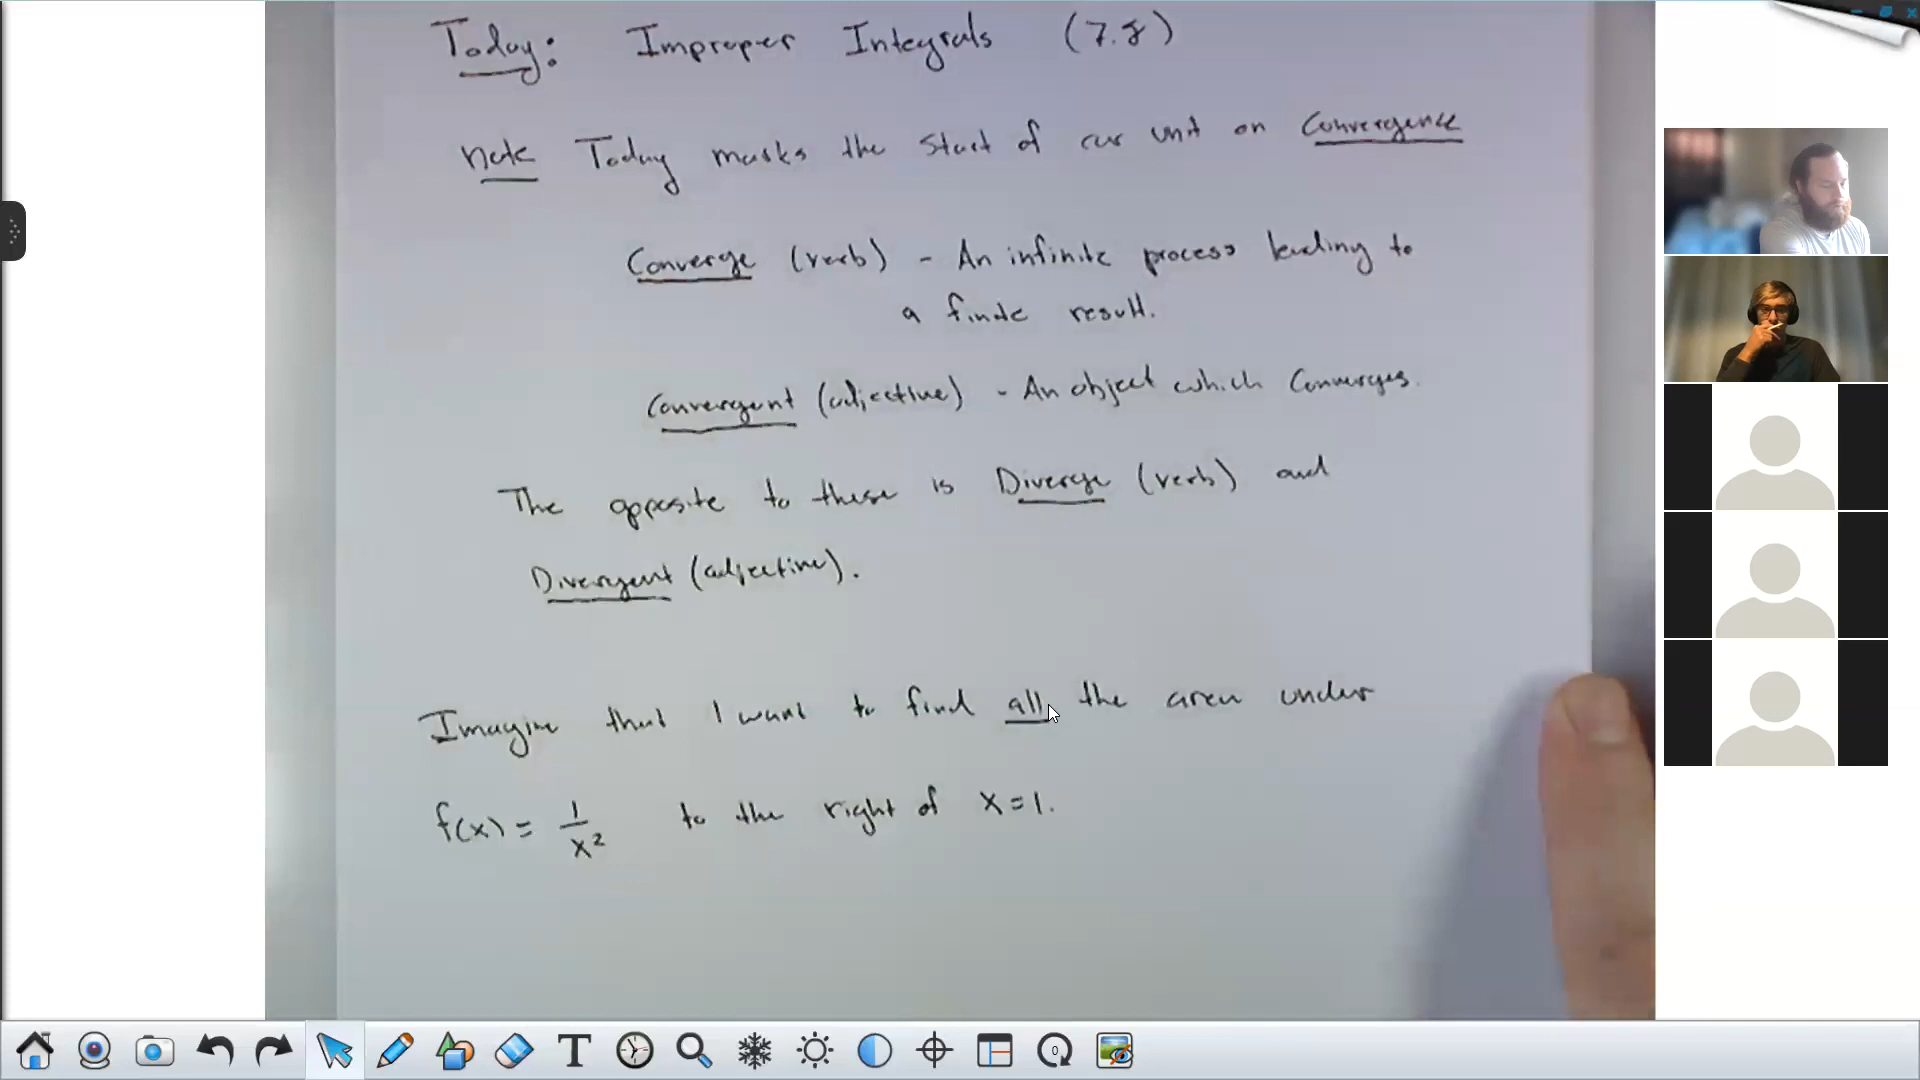 Today: Improper Integrals (7.8)
Note Today marks the start of our unit on Convergence
Converge (verb) - An infinite process leading to
a finite result.
Convergent (adjective) - An object which converges.
The opposite to these is Diverge (verb) and
Divergent (adjective).
Imagine that I want to find all the area under
f(x) = 1/x² to the right of x = 1.
T
0